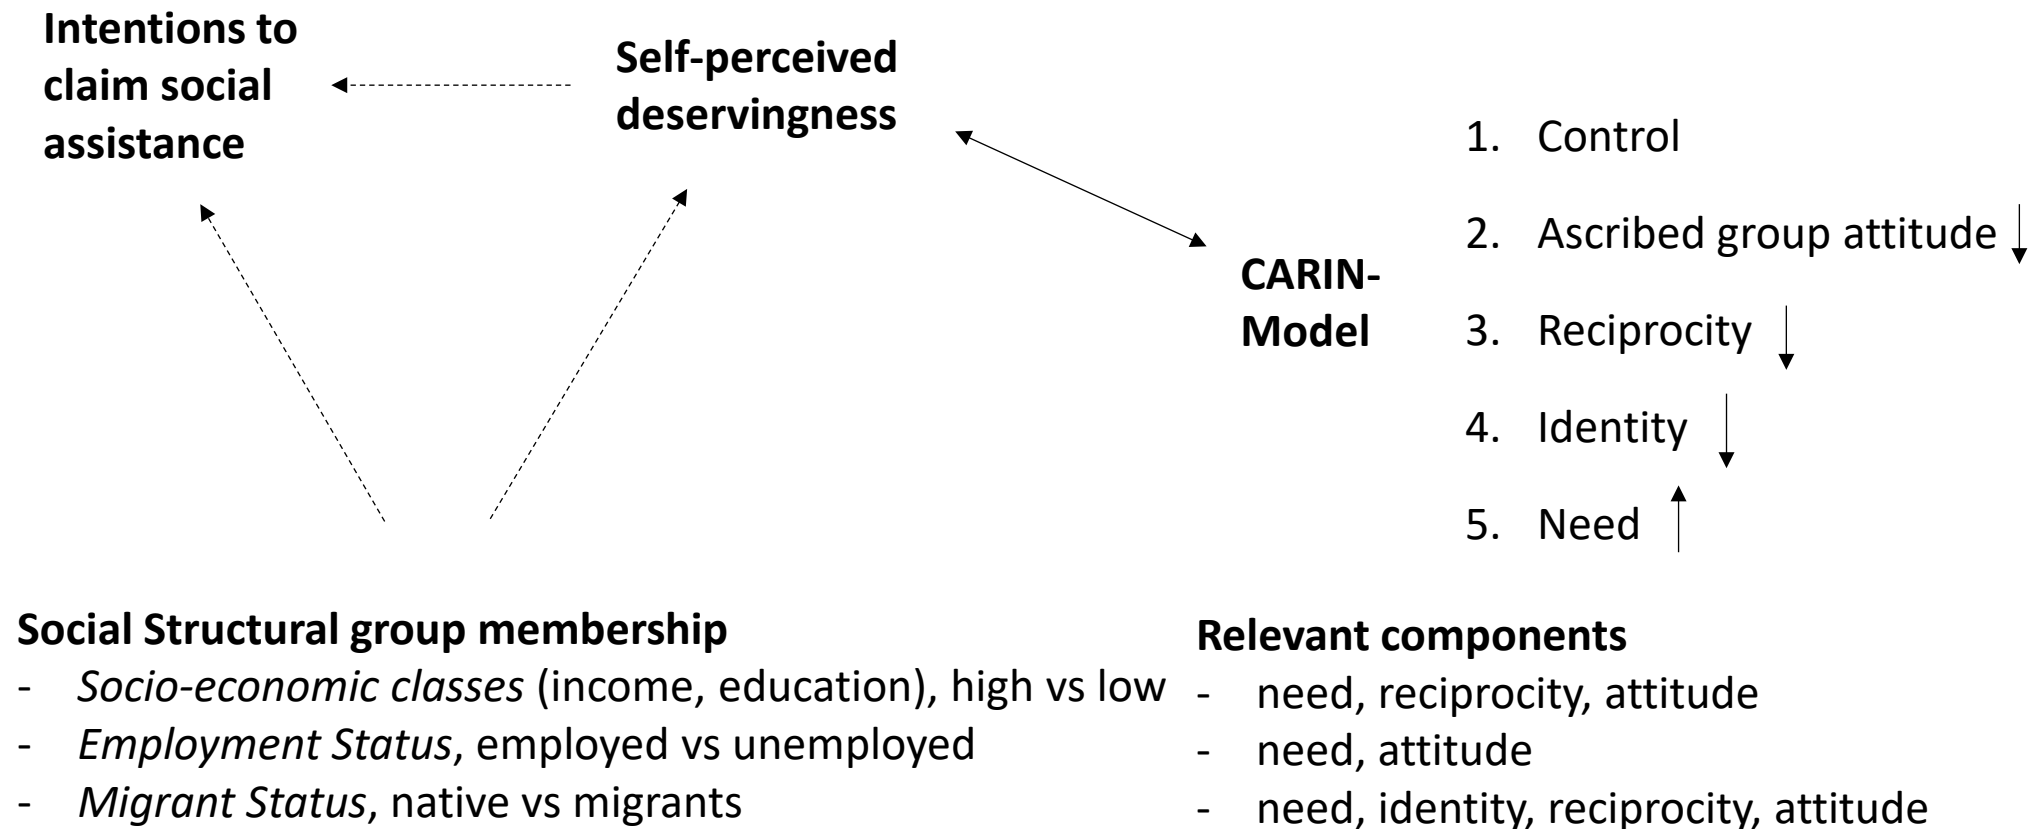 Intentions to
claim social
assistance
Self-perceived
deservingness
CARIN-
Model
1. Control
2. Ascribed group attitude
3. Reciprocity
4. Identity
5. Need
Social Structural group membership
- Socio-economic classes (income, education), high vs low
- Employment Status, employed vs unemployed
- Migrant Status, native vs migrants
Relevant components
- need, reciprocity, attitude
- need, attitude
- need, identity, reciprocity, attitude